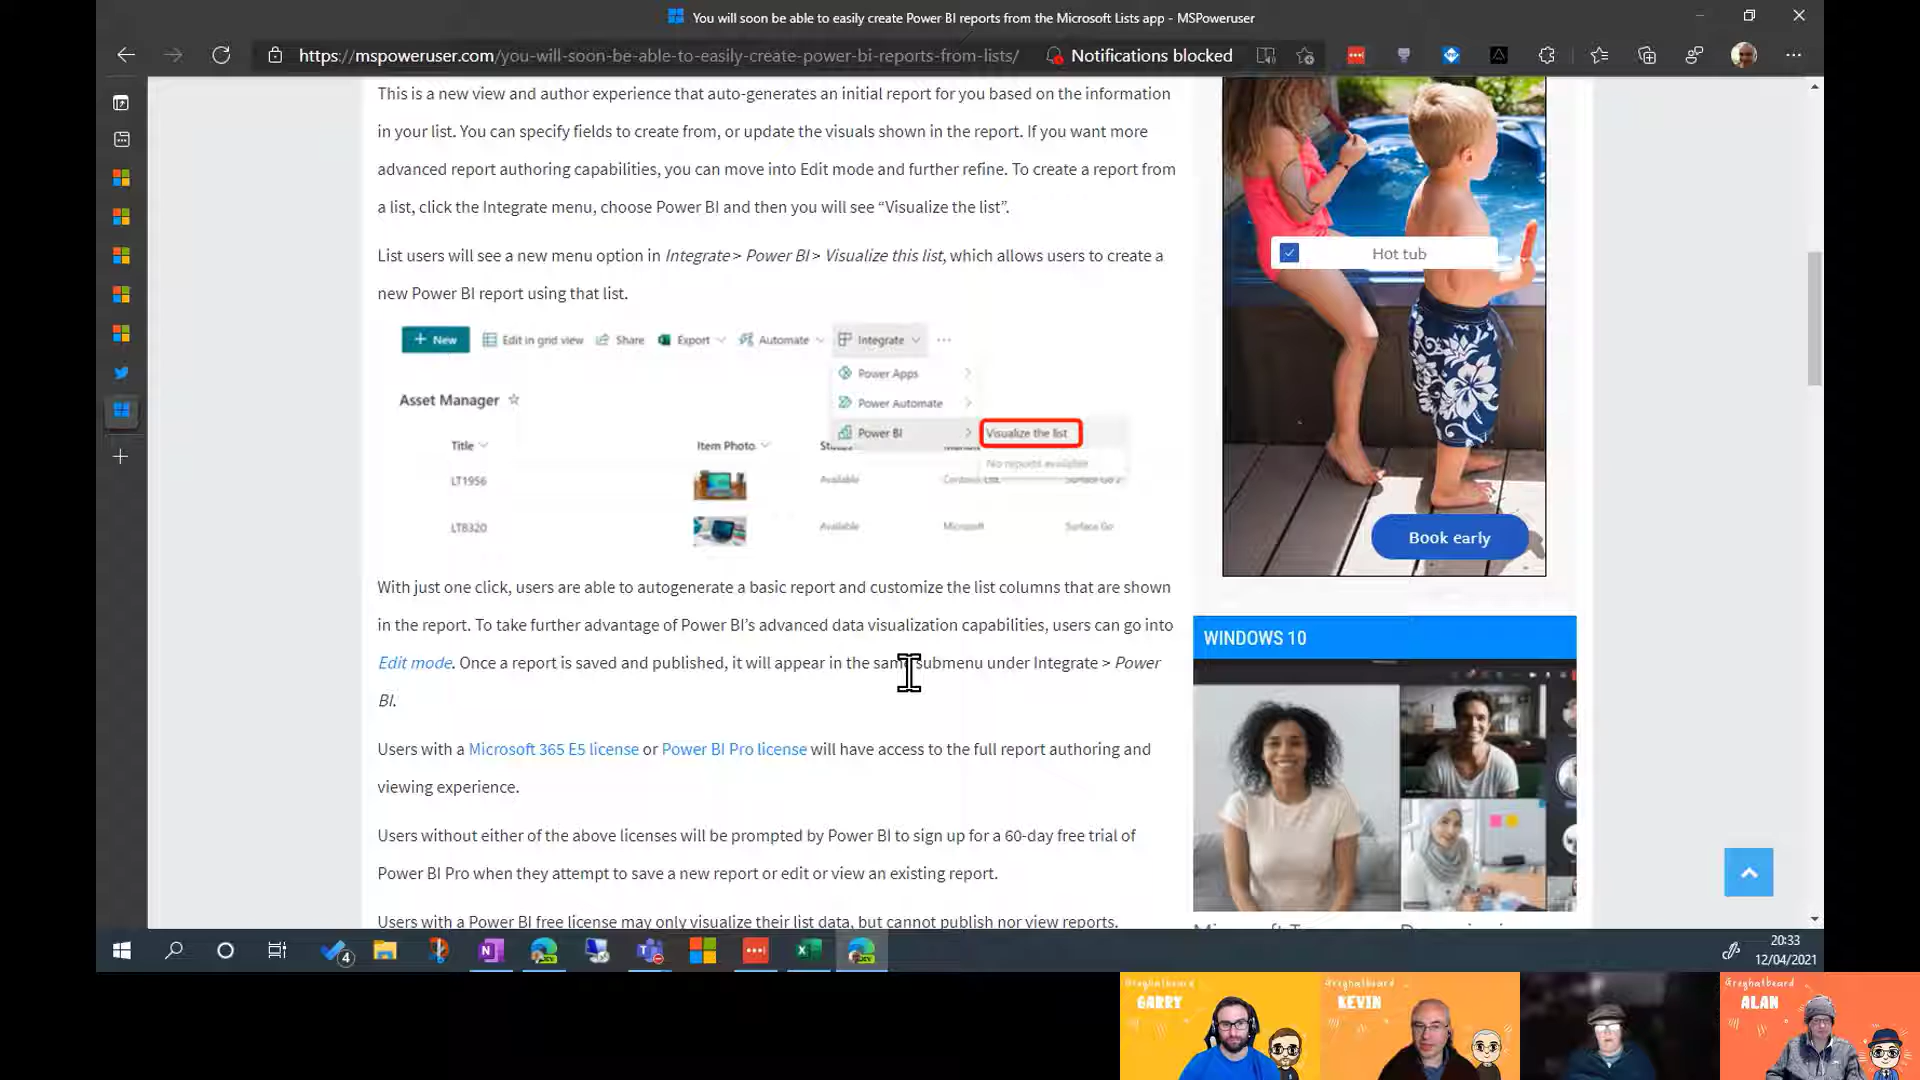 You will soon be able to easily create Power BI reports from the Microsoft Lists app - MSPoweruser
https://mspoweruser.com/you-will-soon-be-able-to-easily-create-power-bi-reports-from-lists/
Notifications blocked
This is a new view and author experience that auto-generates an initial report for you based on the information
in your list. You can specify fields to create from, or update the visuals shown in the report. If you want more
advanced report authoring capabilities, you can move into Edit mode and further refine. To create a report from
a list, click the Integrate menu, choose Power BI and then you will see “Visualize the list”.
List users will see a new menu option in Integrate > Power BI > Visualize this list, which allows users to create a
new Power BI report using that list.
+ New Edit in grid view Share Export Automate Integrate ...
Power Apps
Power Automate
Power BI
Visualize the list
No reports available
Asset Manager
Title Item Photo
LT1956 Available Surface Go 2
LT8320 Available Microsoft Surface Go
With just one click, users are able to autogenerate a basic report and customize the list columns that are shown
in the report. To take further advantage of Power BI’s advanced data visualization capabilities, users can go into
Edit mode. Once a report is saved and published, it will appear in the same submenu under Integrate > Power
BI.
Users with a Microsoft 365 E5 license or Power BI Pro license will have access to the full report authoring and
viewing experience.
Users without either of the above licenses will be prompted by Power BI to sign up for a 60-day free trial of
Power BI Pro when they attempt to save a new report or edit or view an existing report.
Users with a Power BI free license may only visualize their list data, but cannot publish nor view reports.
Hot tub
Book early
WINDOWS 10
4
20:33
12/04/2021
@reghatbeard
GARRY
@reghatbeard
KEVIN
@reghatbeard
ALAN